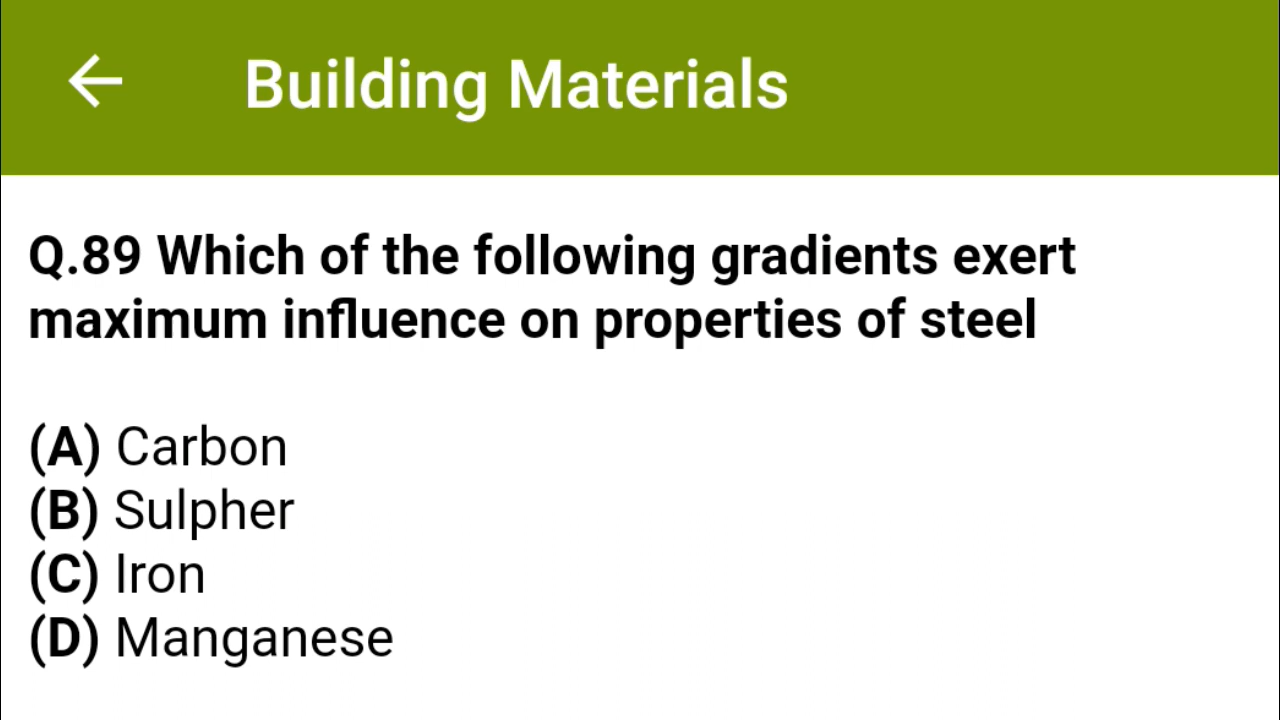 Building Materials
Q.89 Which of the following gradients exert
maximum influence on properties of steel
(A) Carbon
(B) Sulpher
(C) Iron
(D) Manganese